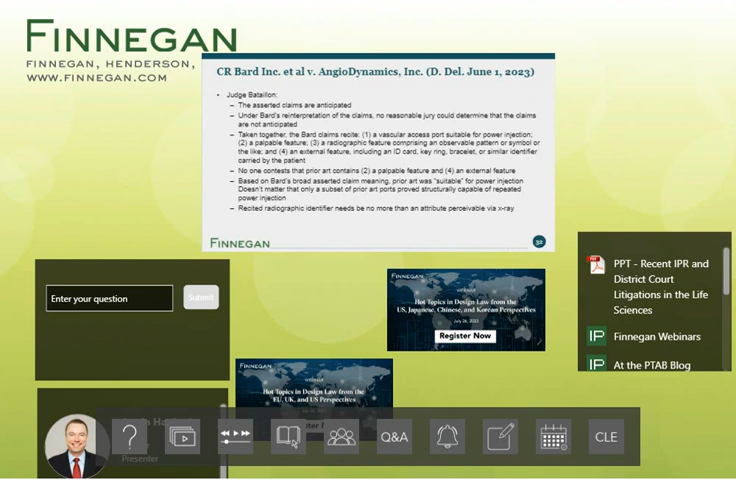 FINNEGAN
FINNEGAN, HENDERSON,
WWW.FINNEGAN.COM
CR Bard Inc. et al v. AngioDynamics, Inc. (D. Del. June 1, 2023)
• Judge Bataillon:
– The asserted claims are anticipated
– Under Bard's reinterpretation of the claims, no reasonable jury could determine that the claims
are not anticipated
– Taken together, the Bard claims recite: (1) a vascular access port suitable for power injection;
(2) a palpable feature; (3) a radiographic feature comprising an observable pattern or symbol or
the like; and (4) an external feature, including an ID card, key ring, bracelet, or similar identifier
carried by the patient
– No one contests that prior art contains (2) a palpable feature and (4) an external feature
– Based on Bard's broad asserted claim meaning, prior art was "suitable" for power injection
Doesn't matter that only a subset of prior art ports proved structurally capable of repeated
power injection
– Recited radiographic identifier needs be no more than an attribute perceivable via x-ray
FINNEGAN
32
Enter your question
Submit
FINNEGAN
WEBINAR
Hot Topics in Design Law from the
US, Japanese, Chinese, and Korean Perspectives
July 26, 2023
Register Now
PDF
PPT - Recent IPR and
District Court
Litigations in the Life
Sciences
IP
Finnegan Webinars
IP
At the PTAB Blog
FINNEGAN
WEBINAR
Hot Topics in Design Law from the
EU, UK, and US Perspectives
Presenter
?
Q&A
CLE